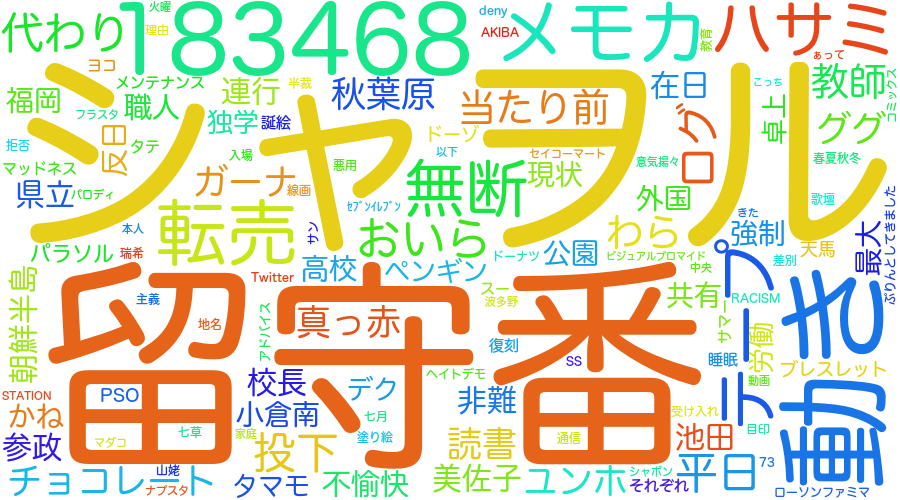 火曜
理由
deny
AKIBA
教育
ぁって
代わり
183468
メモカ
ハサミ
ヨコ
メンテナンス
連行
半裁
秋葉原
当たり前
在日
こっち
教師
コミックス
福岡
フラスタ
職人
独学
誕絵
シャヲル
ログ
卓上
ググ
拒否
反日
タテ
ドーゾ
セイコーマート
入場
悪用
以下
意気揚々
春夏秋冬
マッドネス
県立
パロディ
ガーナ
線画
無断
現状
外国
歌壇
本人
転売
セブンイレブン
サン
おいら
わら
きた
強制
天馬
最大
ぷりんとしてきました
パラソル
瑞希
高校
ペンギン
ドーナツ
公園
ビジュアルブロマイド
中央
差別
朝鮮半島
主義
Twitter
スー
波多野
共有
RACISM
テープ
動き
留守番
地名
真っ赤
アドバイス
復刻
サマー
労働
SS
睡眠
STATION
PSO
校長
デク
ヘイトデモ
非難
動画
ブレスレット
かね
小倉南
七月
受け入れ
参政
マダコ
七草
家庭
投下
塗り絵
読書
通信
池田
目印
チョコレート
山姥
ナプスタ
タマモ
不愉快
美佐子
ユンホ
シャボン
それぞれ
平日
73
ローソンファミマ